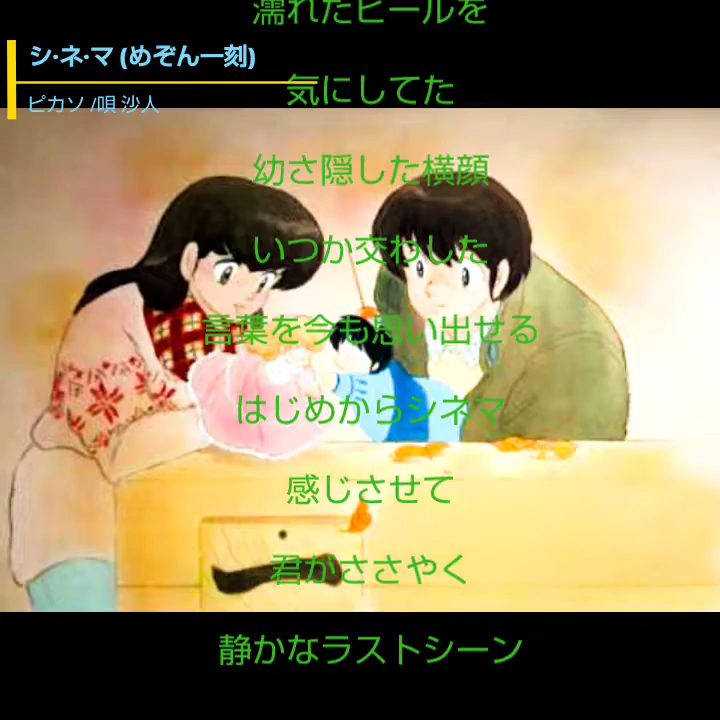 濡れたヒールを
シ・ネ・マ (めぞん一刻)
気にしてた
ピカソ /唄 沙人
幼さ隠した横顔
いつか交わした
言葉を今も思い出せる
はじめからシネマ
感じさせて
君がささやく
静かなラストシーン